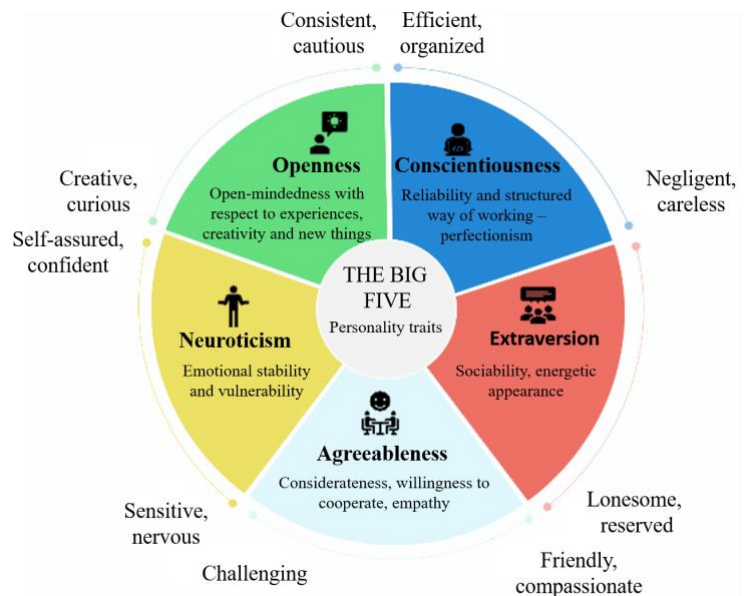 Consistent,
cautious
Efficient,
organized
Openness
Open-mindedness with
respect to experiences,
creativity and new things
Conscientiousness
Reliability and structured
way of working –
perfectionism
Creative,
curious
Negligent,
careless
Self-assured,
confident
THE BIG
FIVE
Personality traits
Neuroticism
Emotional stability
and vulnerability
Extraversion
Sociability, energetic
appearance
Agreeableness
Considerateness, willingness to
cooperate, empathy
Sensitive,
nervous
Lonesome,
reserved
Challenging
Friendly,
compassionate